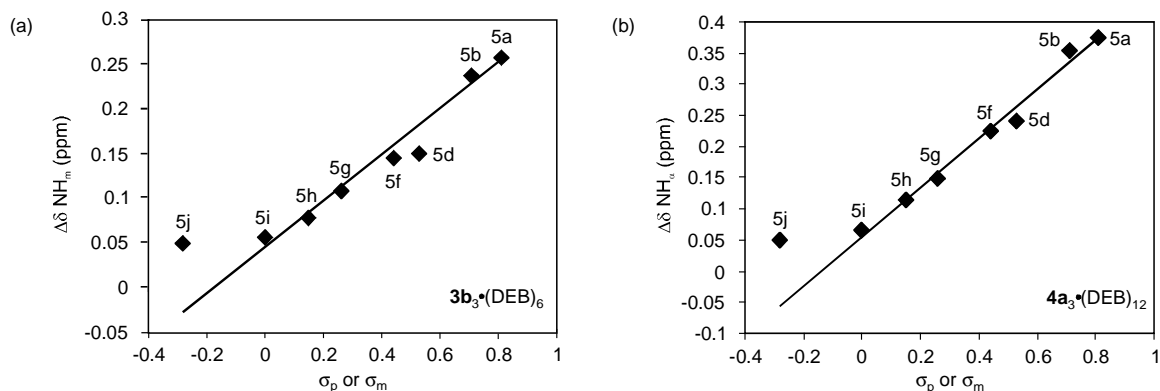 (a)
0.3
0.25
0.2
0.15
0.1
0.05
0
-0.05
Δδ NHₘ (ppm)
5a
5b
5d
5f
5g
5h
5i
5j
3b₃•(DEB)₆
-0.4 -0.2 0 0.2 0.4 0.6 0.8 1
σₚ or σₘ
(b)
0.4
0.35
0.3
0.25
0.2
0.15
0.1
0.05
0
-0.05
-0.1
Δδ NHα (ppm)
5b
5a
5f
5d
5g
5h
5i
5j
4a₃•(DEB)₁₂
-0.4 -0.2 0 0.2 0.4 0.6 0.8 1
σₚ or σₘ